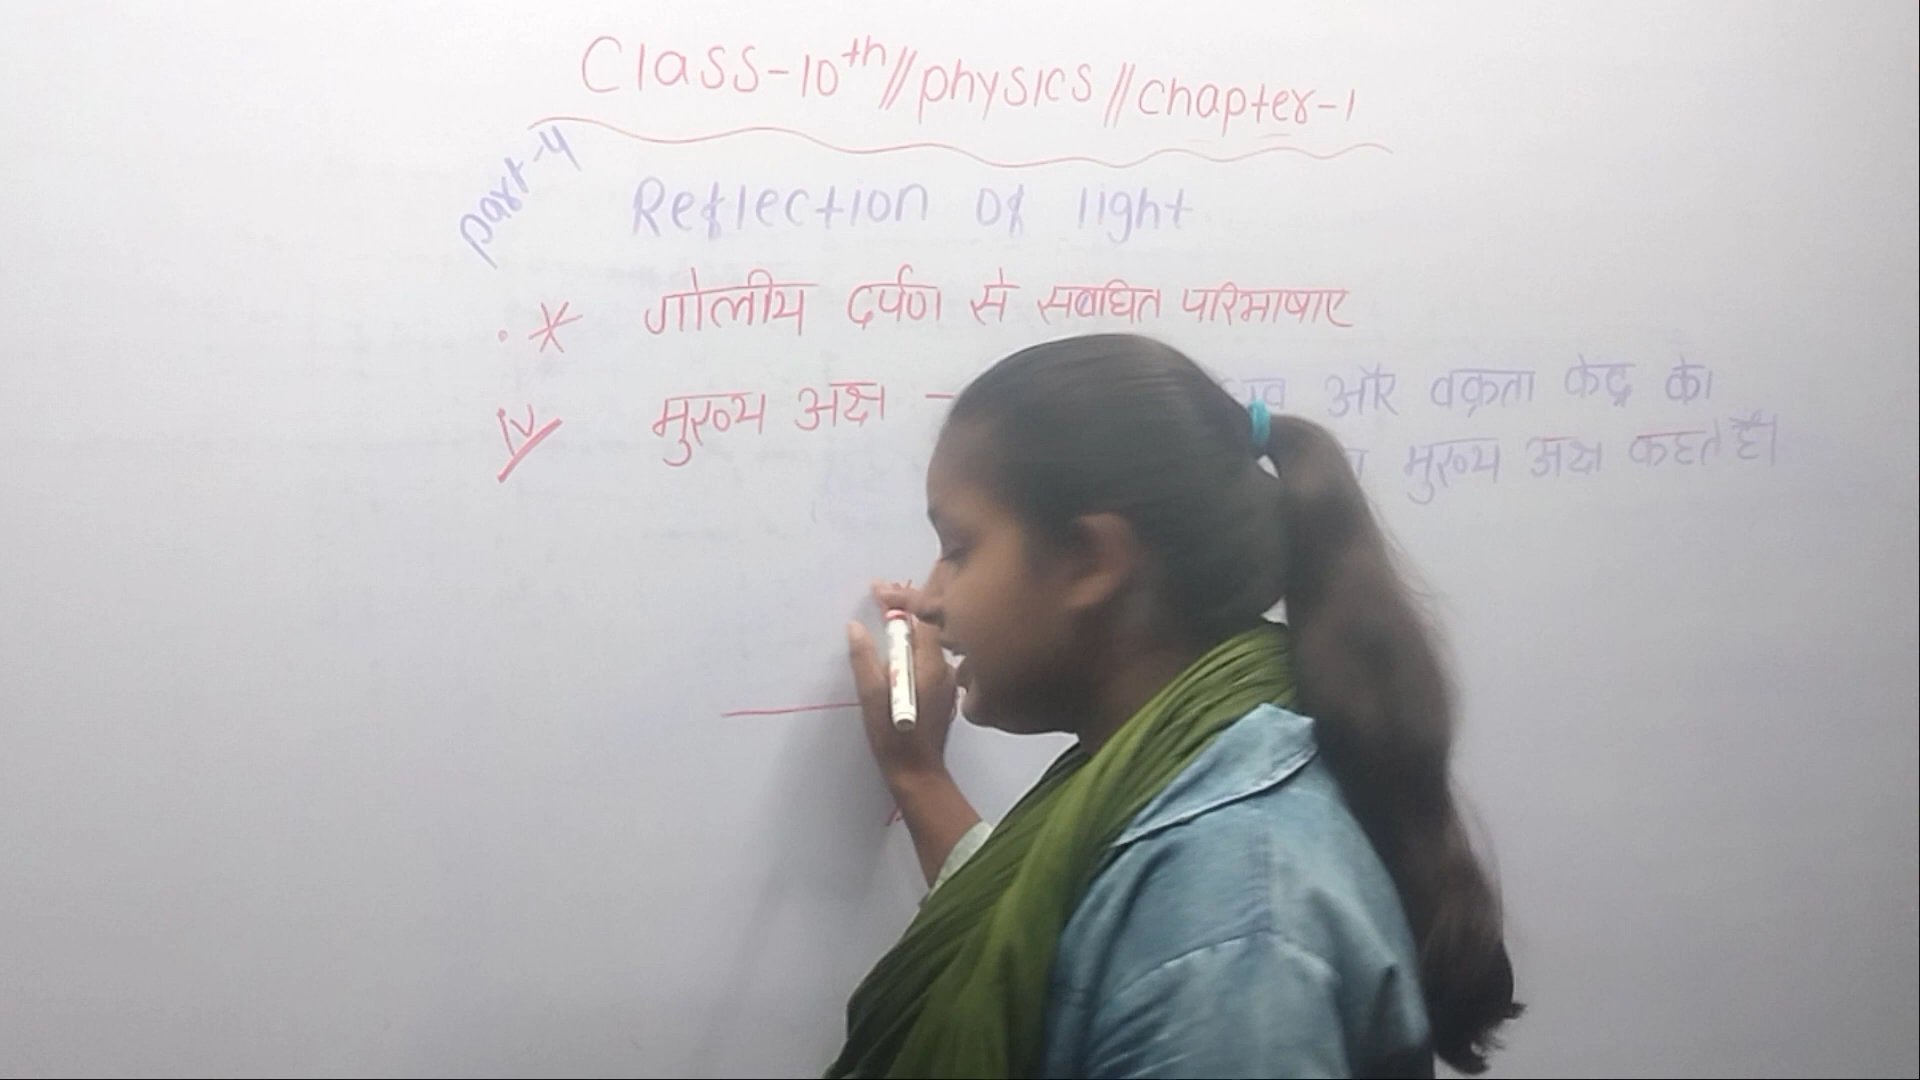 Class-10th//physics//chapter-1
part-4
Reflection of light
* गोलीय दर्पण से सबंधित परिभाषाए
IV मुख्य अक्ष -
और वक्रता केंद्र को
मुख्य अक्ष कहते है।